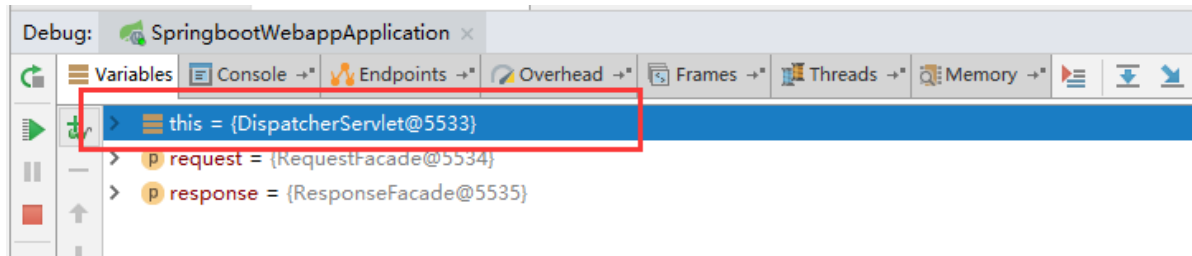 Debug: SpringbootWebappApplication ×
Variables Console →" Endpoints →" Overhead →" Frames →" Threads →" Memory →"
this = {DispatcherServlet@5533}
request = {RequestFacade@5534}
response = {ResponseFacade@5535}